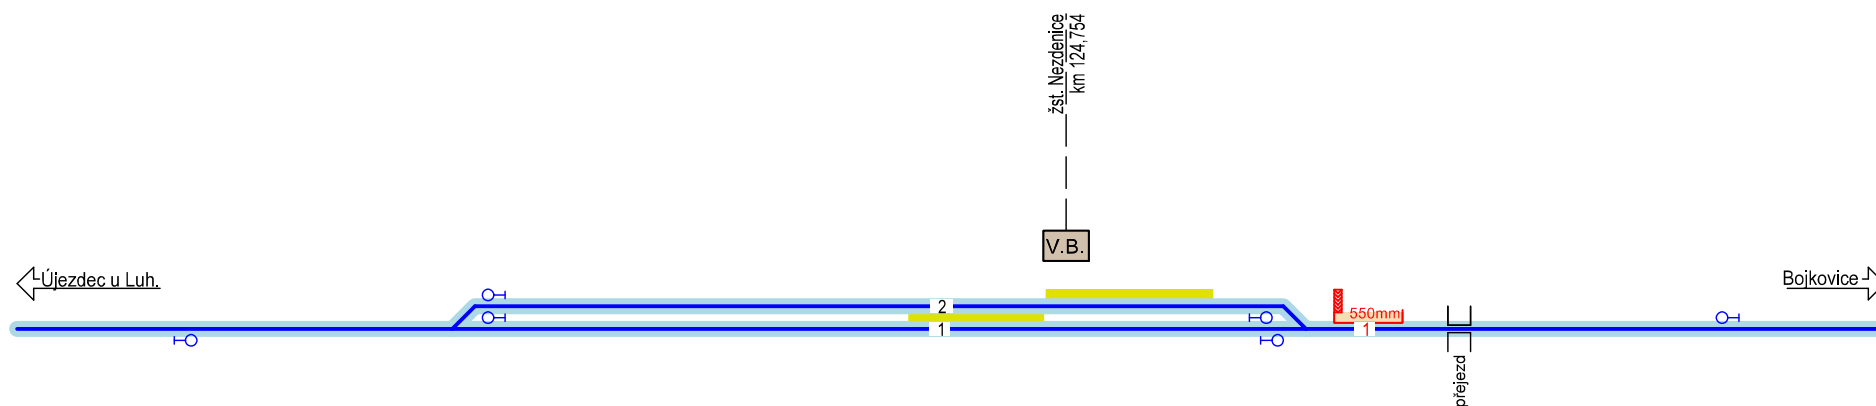 žst. Nezdenice
km 124,754
V.B.
Újezdec u Luh.
Bojkovice
2
550mm
1
1
přejezd